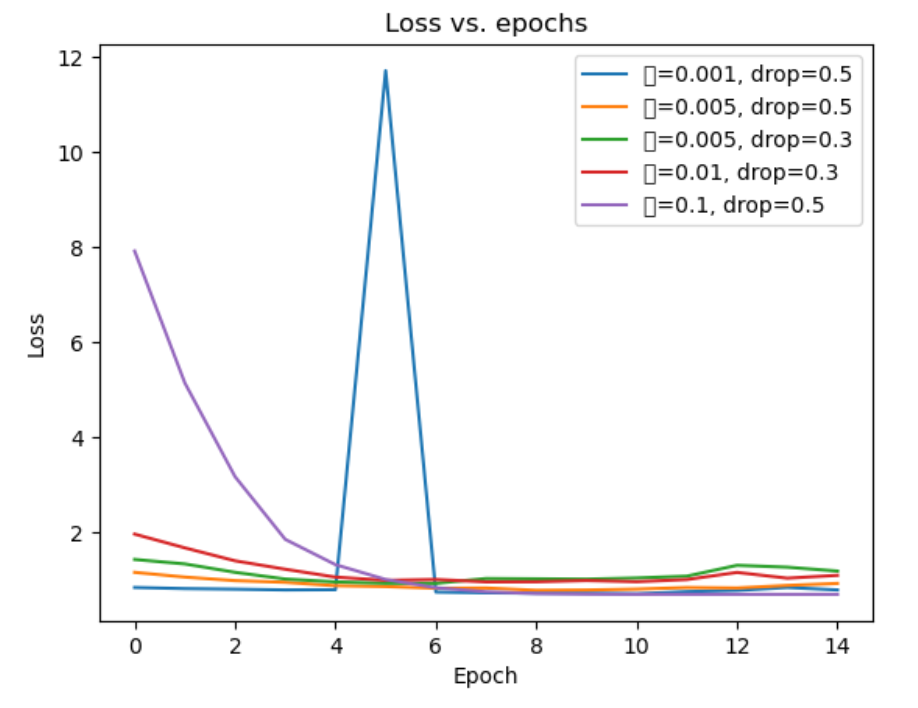 Loss vs. epochs
12
10
8
6
4
2
Loss
=0.001, drop=0.5
=0.005, drop=0.5
=0.005, drop=0.3
=0.01, drop=0.3
=0.1, drop=0.5
0 2 4 6 8 10 12 14
Epoch